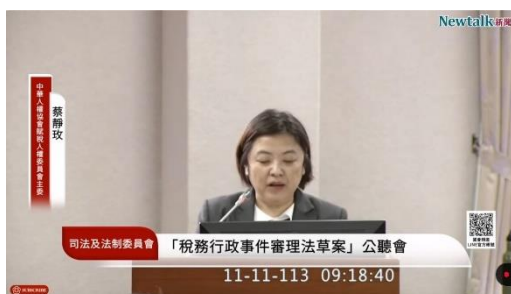 Newtalk新聞
中華人權協會賦稅人權委員會主委
蔡靜玫
司法及法制委員會
「稅務行政事件審理法草案」公聽會
11-11-113 09:18:40
SUBSCRIBE